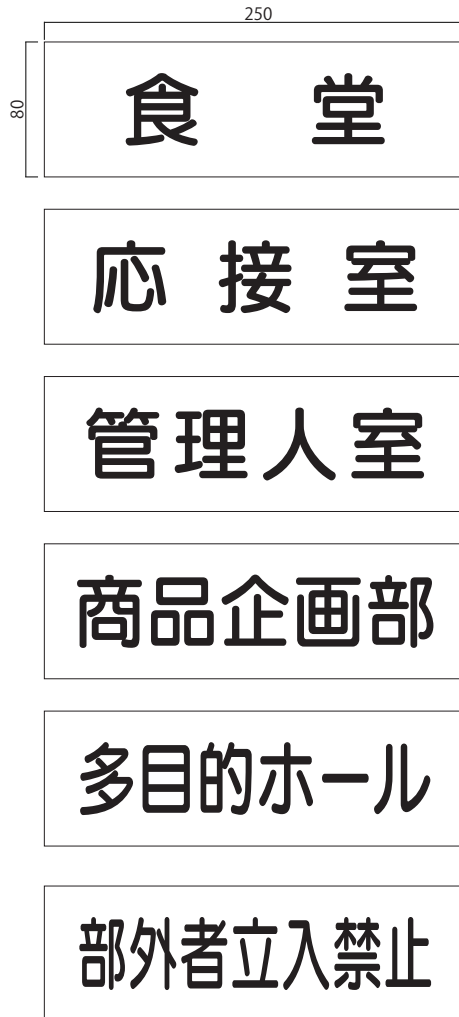 250
80
食　堂
応 接 室
管理人室
商品企画部
多目的ホール
部外者立入禁止